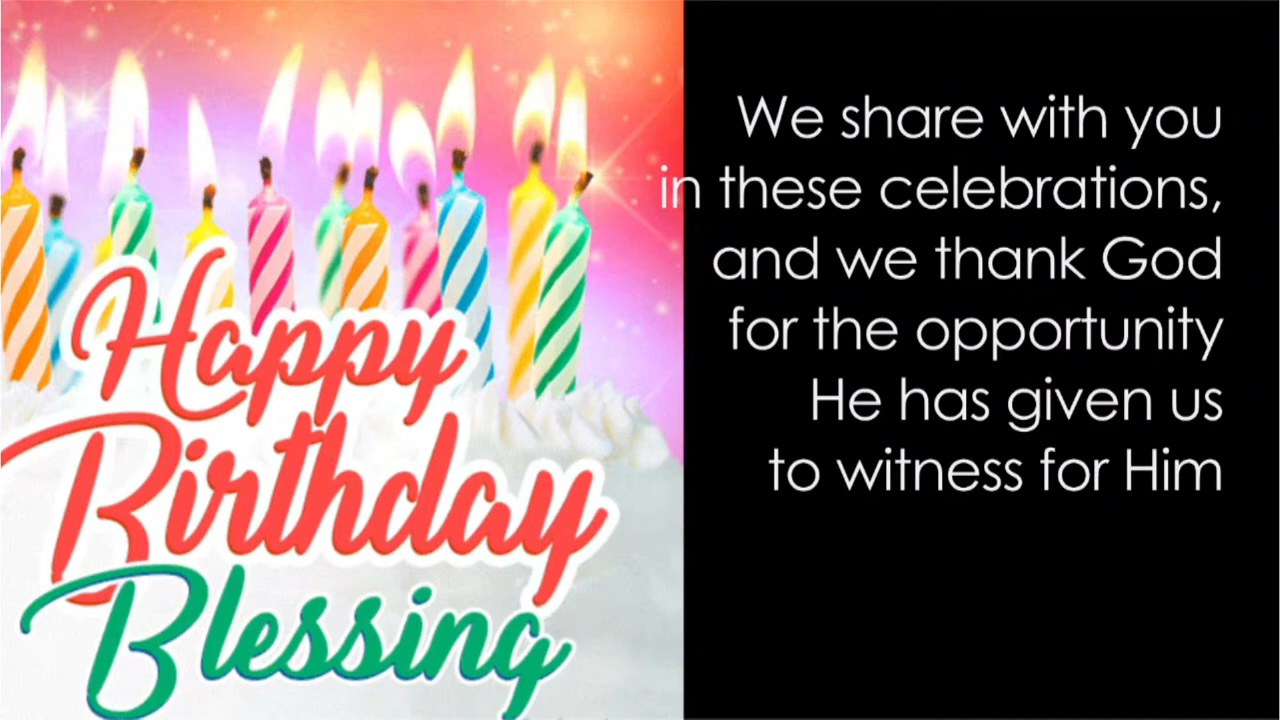 Happy
Birthday
Blessing
We share with you
in these celebrations,
and we thank God
for the opportunity
He has given us
to witness for Him